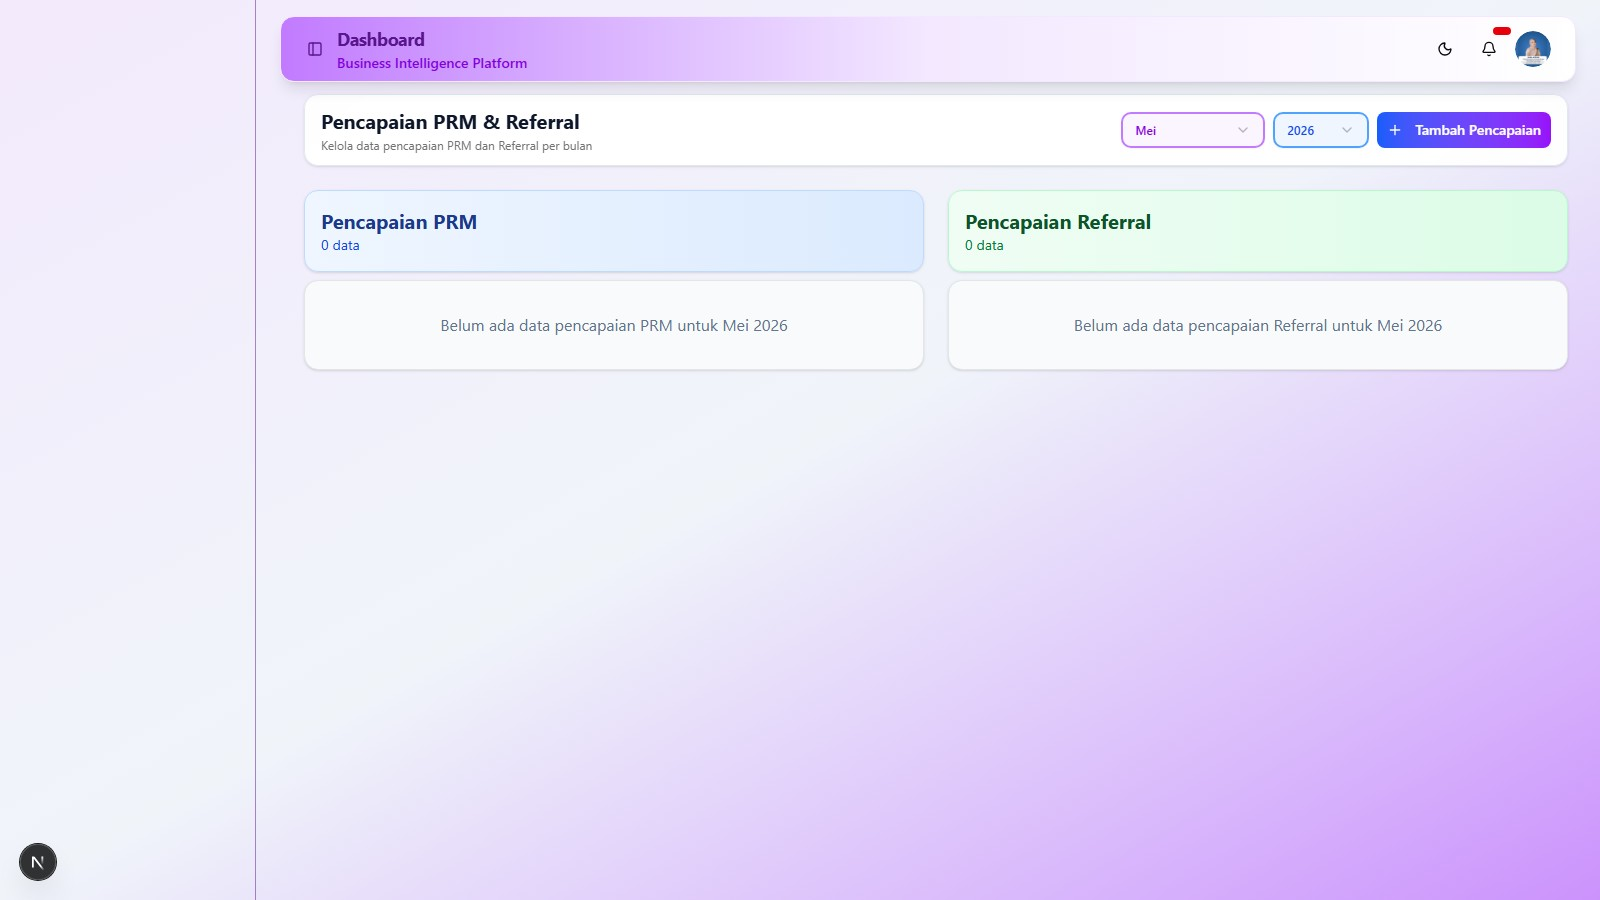 Dashboard
Business Intelligence Platform
Pencapaian PRM & Referral
Kelola data pencapaian PRM dan Referral per bulan
Mei
2026
Tambah Pencapaian
Pencapaian PRM
0 data
Pencapaian Referral
0 data
Belum ada data pencapaian PRM untuk Mei 2026
Belum ada data pencapaian Referral untuk Mei 2026
N